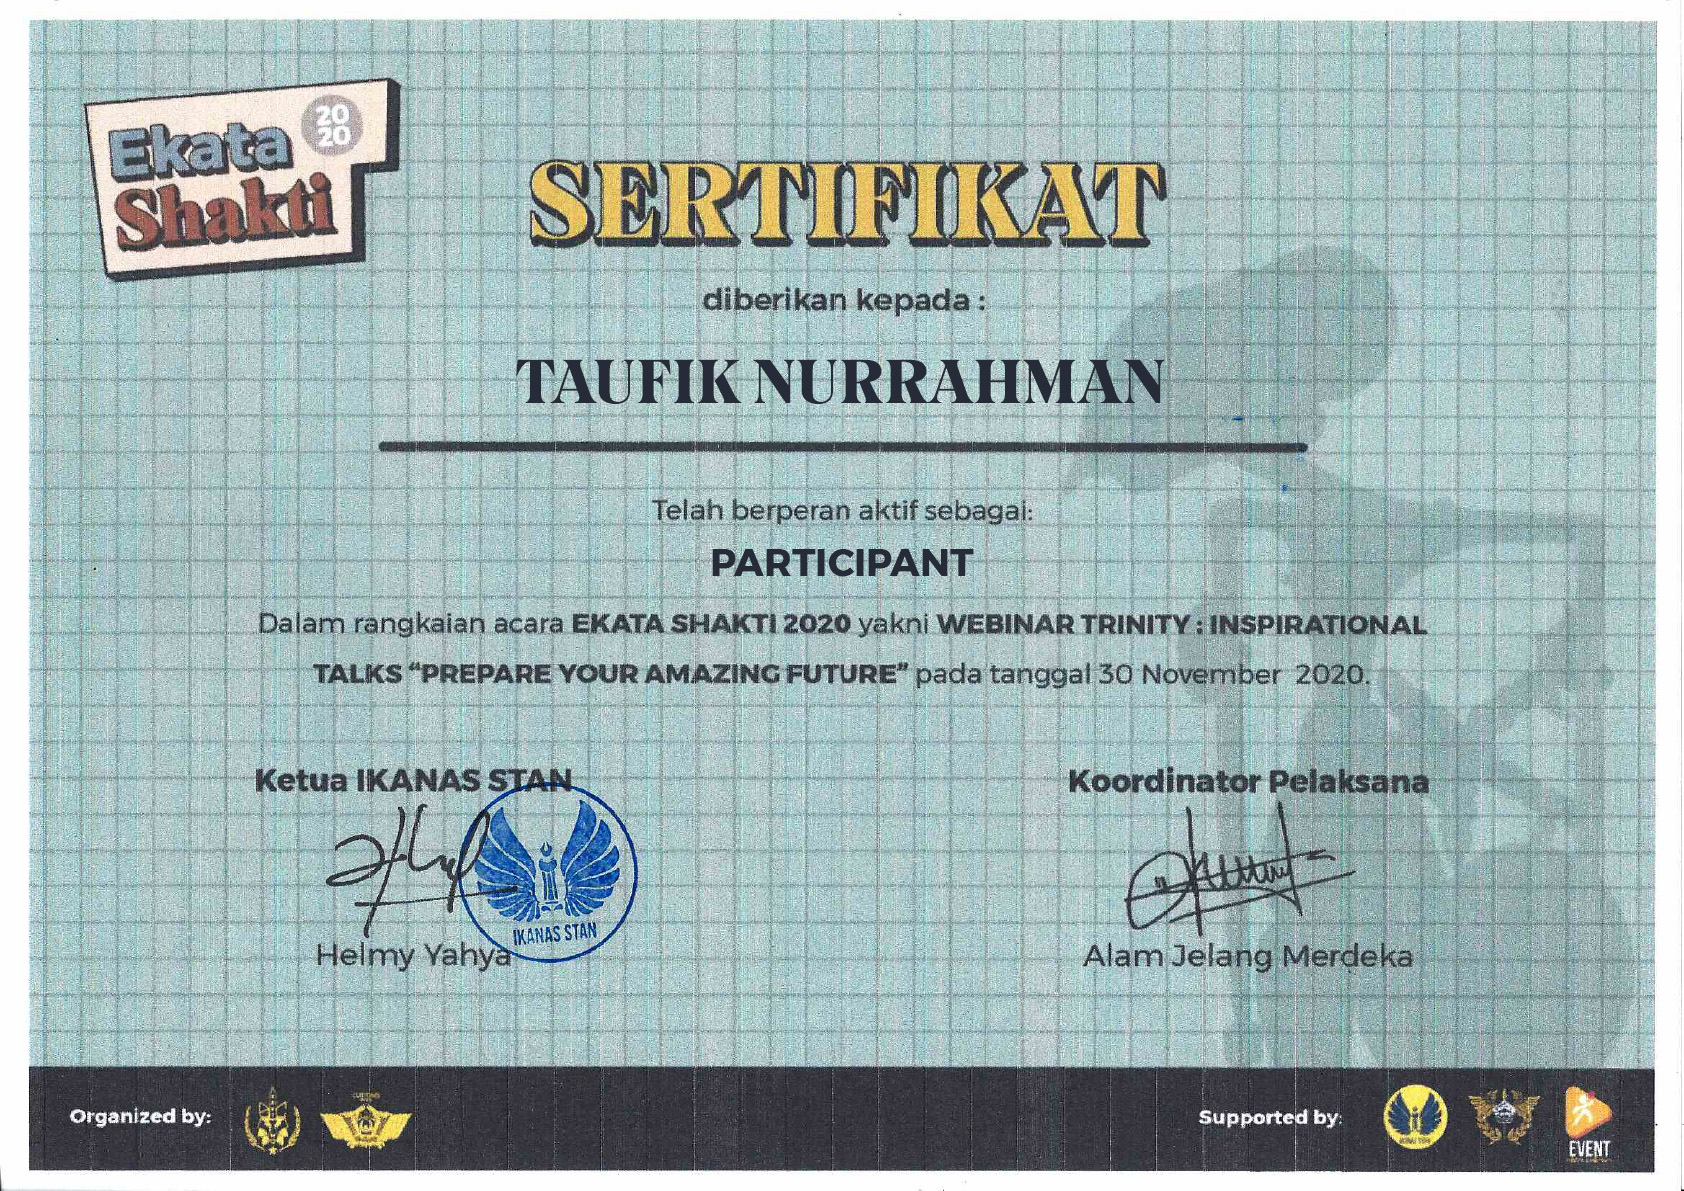 Ekata
20
20
Shakti
SERTIFIKAT
diberikan kepada :
TAUFIK NURRAHMAN
Telah berperan aktif sebagai:
PARTICIPANT
Dalam rangkaian acara EKATA SHAKTI 2020 yakni WEBINAR TRINITY : INSPIRATIONAL
TALKS “PREPARE YOUR AMAZING FUTURE” pada tanggal 30 November 2020.
Ketua IKANAS STAN
Koordinator Pelaksana
IKANAS STAN
Helmy Yahya
Alam Jelang Merdeka
Organized by:
Supported by:
EVENT